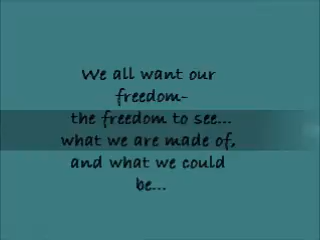 We all want our
freedom-
the freedom to see...
what we are made of,
and what we could
be...